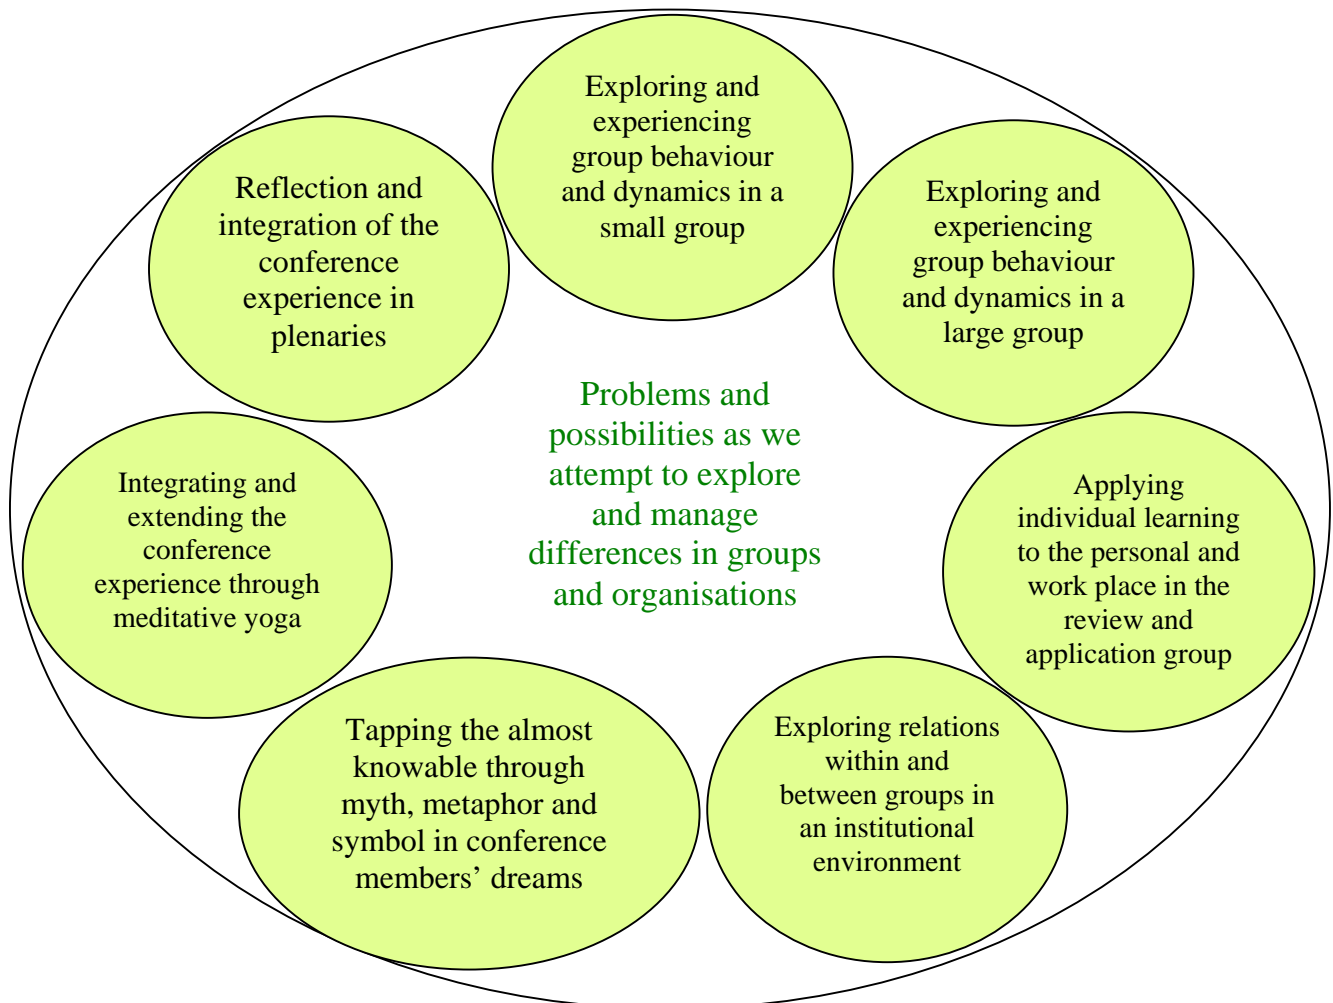 Exploring and
experiencing
group behaviour
and dynamics in a
small group
Reflection and
integration of the
conference
experience in
plenaries
Exploring and
experiencing
group behaviour
and dynamics in a
large group
Problems and
possibilities as we
attempt to explore
and manage
differences in groups
and organisations
Integrating and
extending the
conference
experience through
meditative yoga
Applying
individual learning
to the personal and
work place in the
review and
application group
Tapping the almost
knowable through
myth, metaphor and
symbol in conference
members’ dreams
Exploring relations
within and
between groups in
an institutional
environment